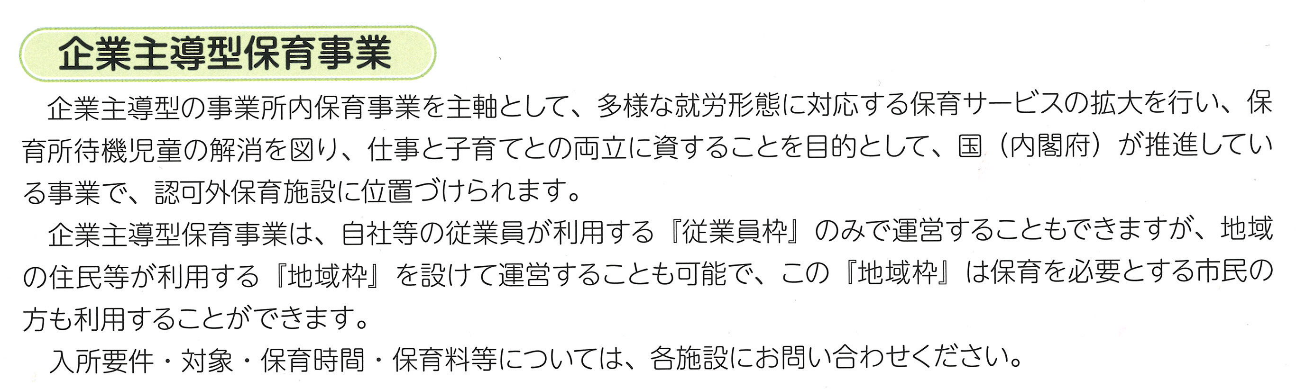 企業主導型保育事業
企業主導型の事業所内保育事業を主軸として、多様な就労形態に対応する保育サービスの拡大を行い、保
育所待機児童の解消を図り、仕事と子育てとの両立に資することを目的として、国（内閣府）が推進してい
る事業で、認可外保育施設に位置づけられます。
企業主導型保育事業は、自社等の従業員が利用する『従業員枠』のみで運営することもできますが、地域
の住民等が利用する『地域枠』を設けて運営することも可能で、この『地域枠』は保育を必要とする市民の
方も利用することができます。
入所要件・対象・保育時間・保育料等については、各施設にお問い合わせください。